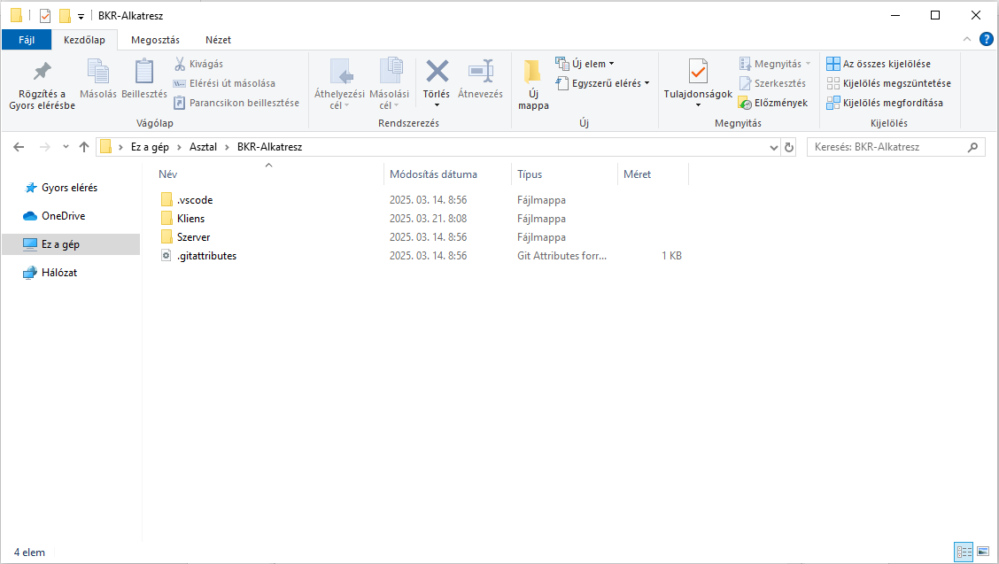 BKR-Alkatresz
Fájl Kezdőlap Megosztás Nézet
Rögzítés a Gyors elérésbe
Másolás
Beillesztés
Kivágás
Elérési út másolása
Parancsikon beillesztése
Vágólap
Áthelyezési cél
Másolási cél
Törlés
Átnevezés
Rendszerezés
Új mappa
Új elem
Egyszerű elérés
Új
Tulajdonságok
Megnyitás
Szerkesztés
Előzmények
Megnyitás
Az összes kijelölése
Kijelölés megszüntetése
Kijelölés megfordítása
Kijelölés
Ez a gép > Asztal > BKR-Alkatresz
Keresés: BKR-Alkatresz
Gyors elérés
OneDrive
Ez a gép
Hálózat
Név Módosítás dátuma Típus Méret
.vscode 2025. 03. 14. 8:56 Fájlmappa
Kliens 2025. 03. 21. 8:08 Fájlmappa
Szerver 2025. 03. 14. 8:56 Fájlmappa
.gitattributes 2025. 03. 14. 8:56 Git Attributes forr... 1 KB
4 elem